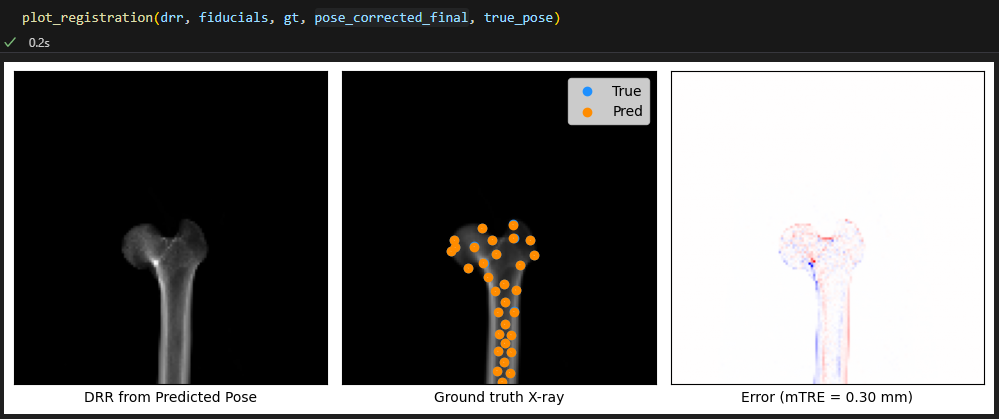 plot_registration(drr, fiducials, gt, pose_corrected_final, true_pose)
0.2s
True
Pred
DRR from Predicted Pose
Ground truth X-ray
Error (mTRE = 0.30 mm)